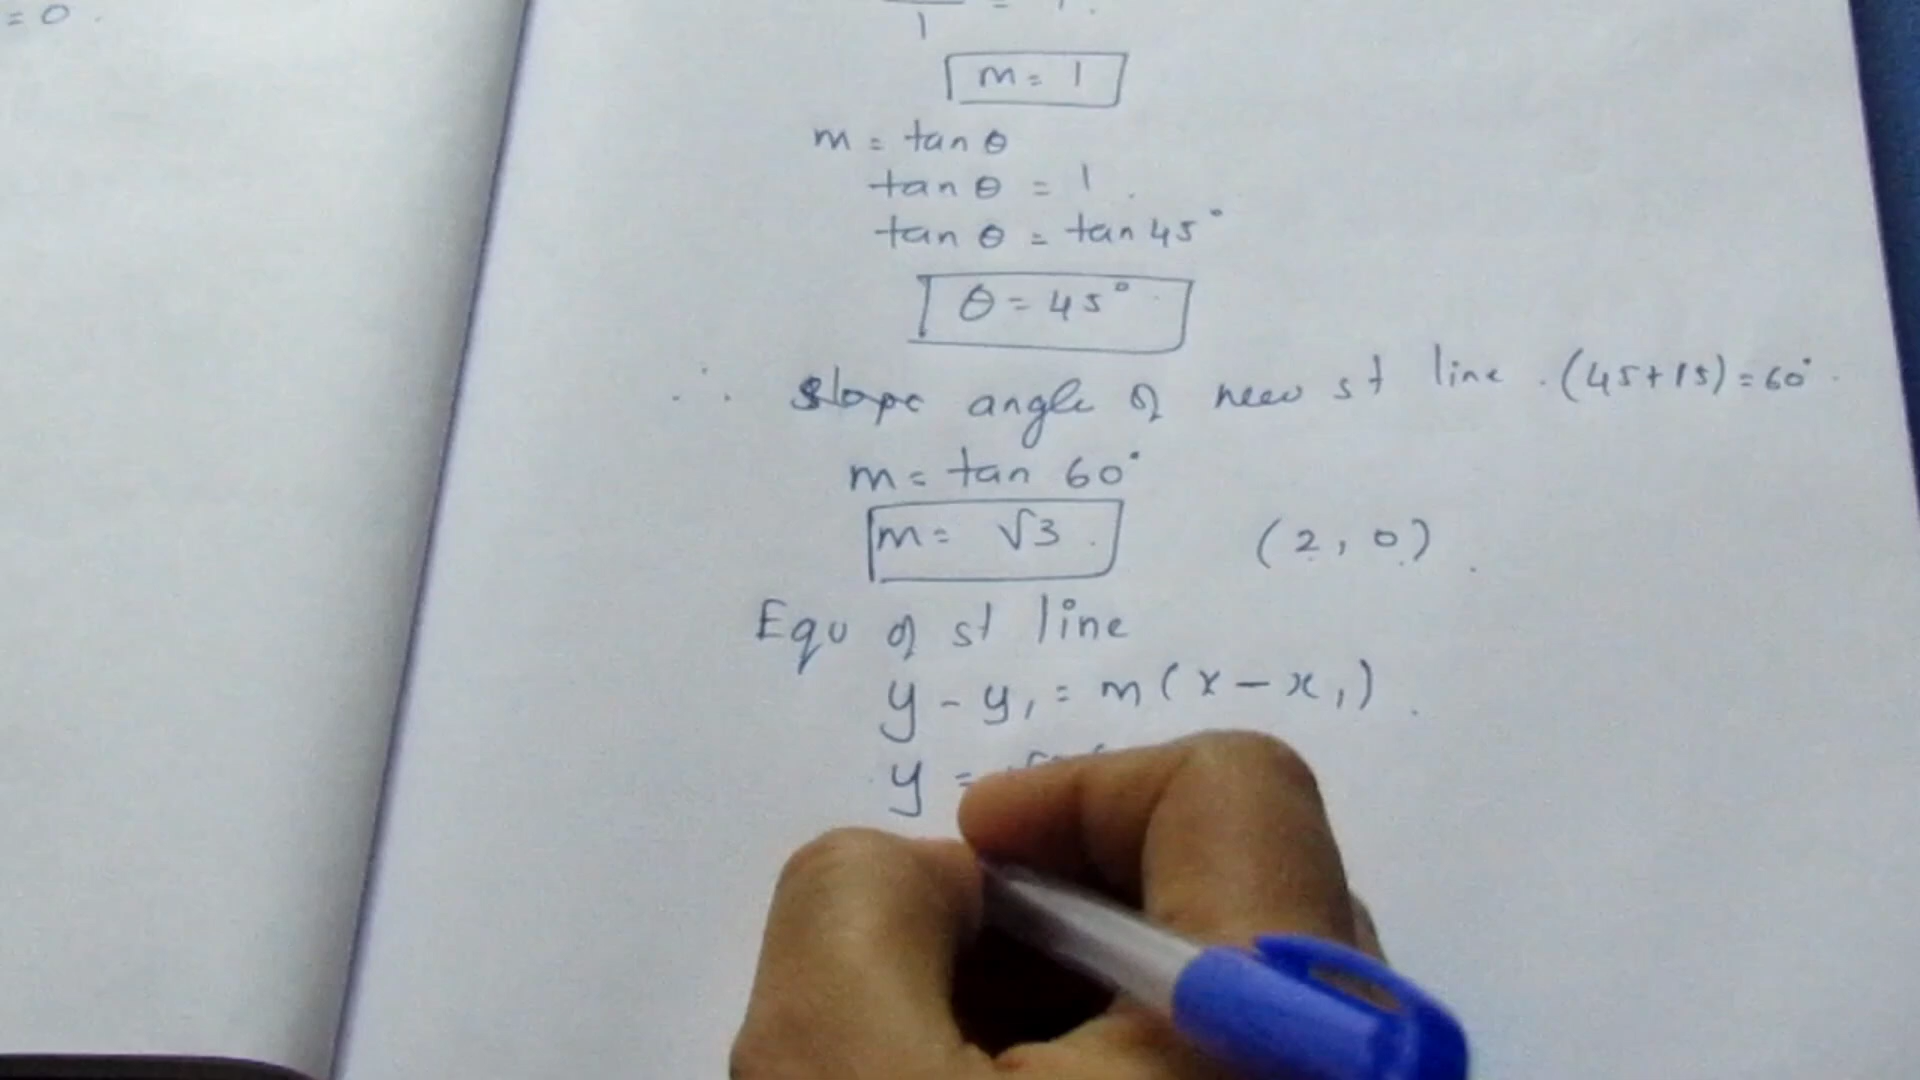 = 0 .
1 =
m = 1
m = tan θ
tan θ = 1 .
tan θ = tan 45°
θ = 45°
∴ slope angle of new st line . (45+15) = 60° .
m = tan 60°
m = √3 . (2, 0) .
Equ of st line
y - y₁ = m(x - x₁) .
y =